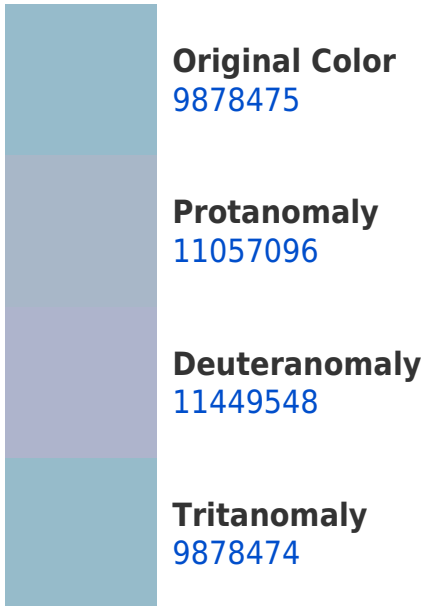 Original Color
9878475
Protanomaly
11057096
Deuteranomaly
11449548
Tritanomaly
9878474